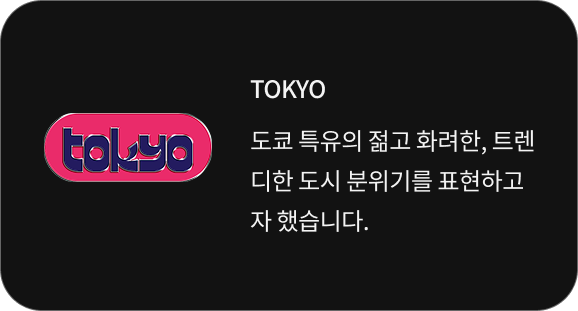 tokyo
TOKYO
도쿄 특유의 젊고 화려한, 트렌
디한 도시 분위기를 표현하고
자 했습니다.